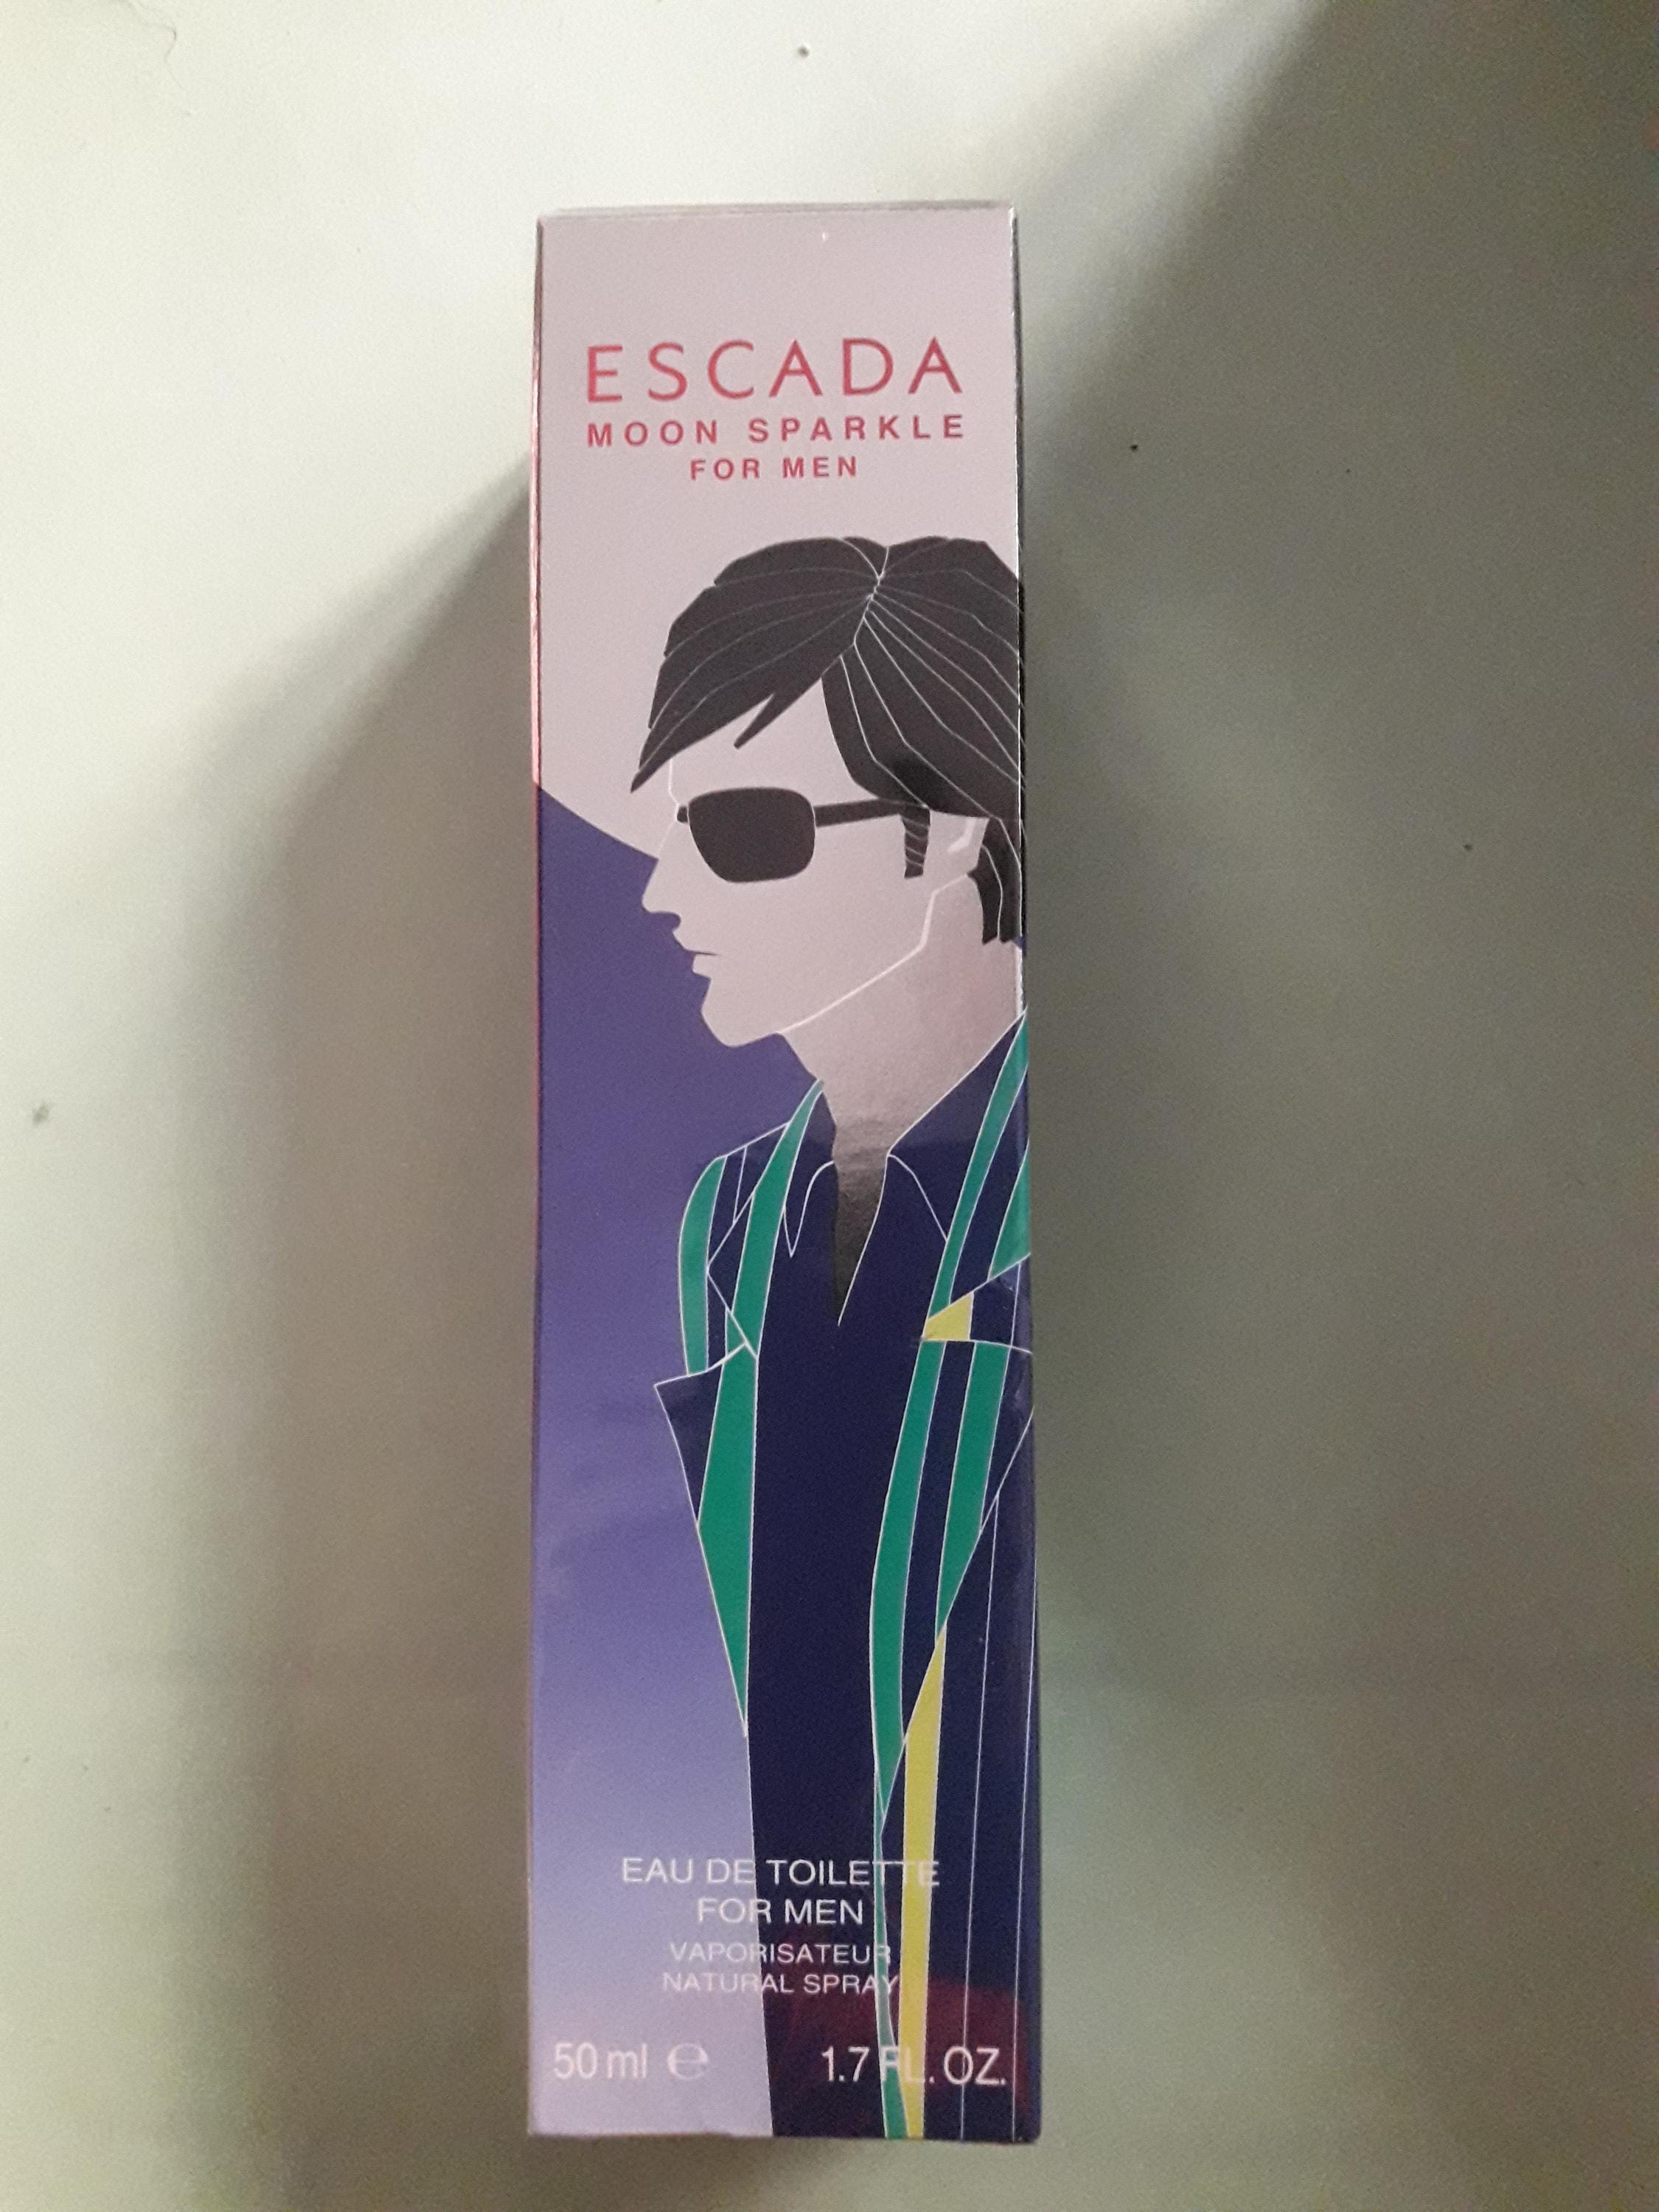 ESCADA
MOON SPARKLE
FOR MEN
EAU DE TOILETTE
FOR MEN
VAPORISATEUR
NATURAL SPRAY
50 ml ℮ 1.7 FL. OZ.